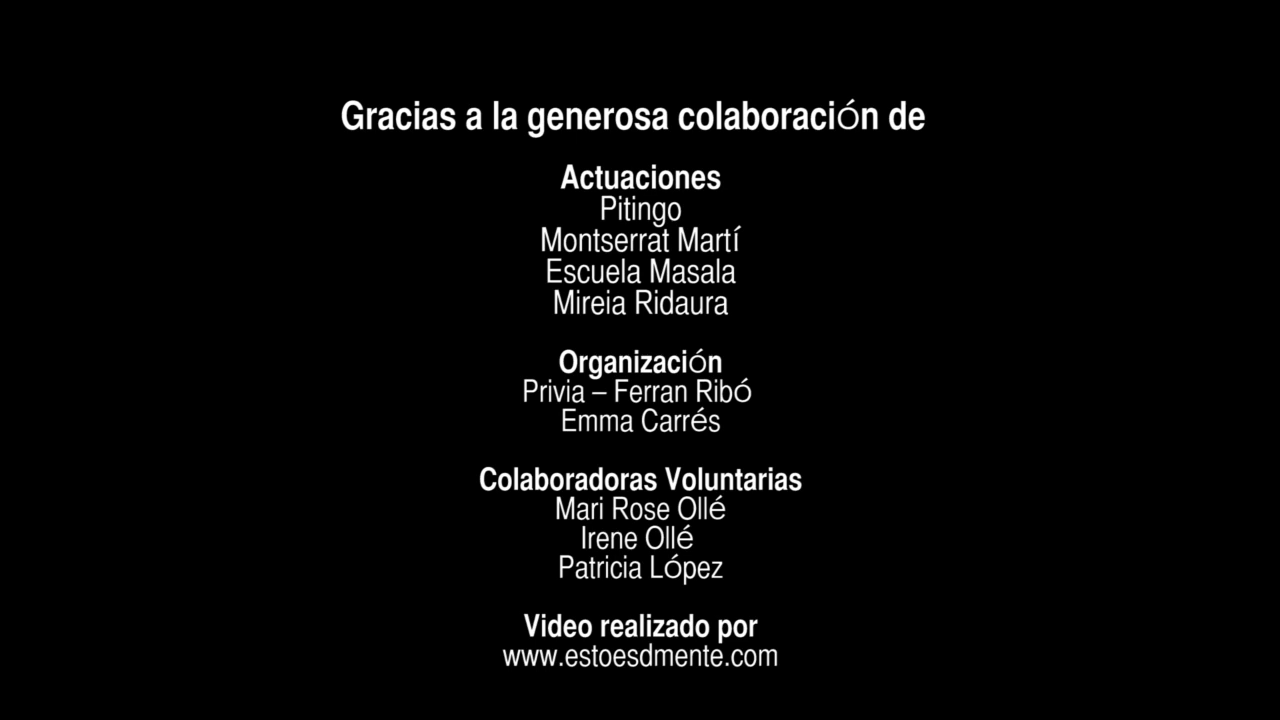 Gracias a la generosa colaboración de
Actuaciones
Pitingo
Montserrat Martí
Escuela Masala
Mireia Ridaura
Organización
Privia – Ferran Ribó
Emma Carrés
Colaboradoras Voluntarias
Mari Rose Ollé
Irene Ollé
Patricia López
Video realizado por
www.estoesdmente.com